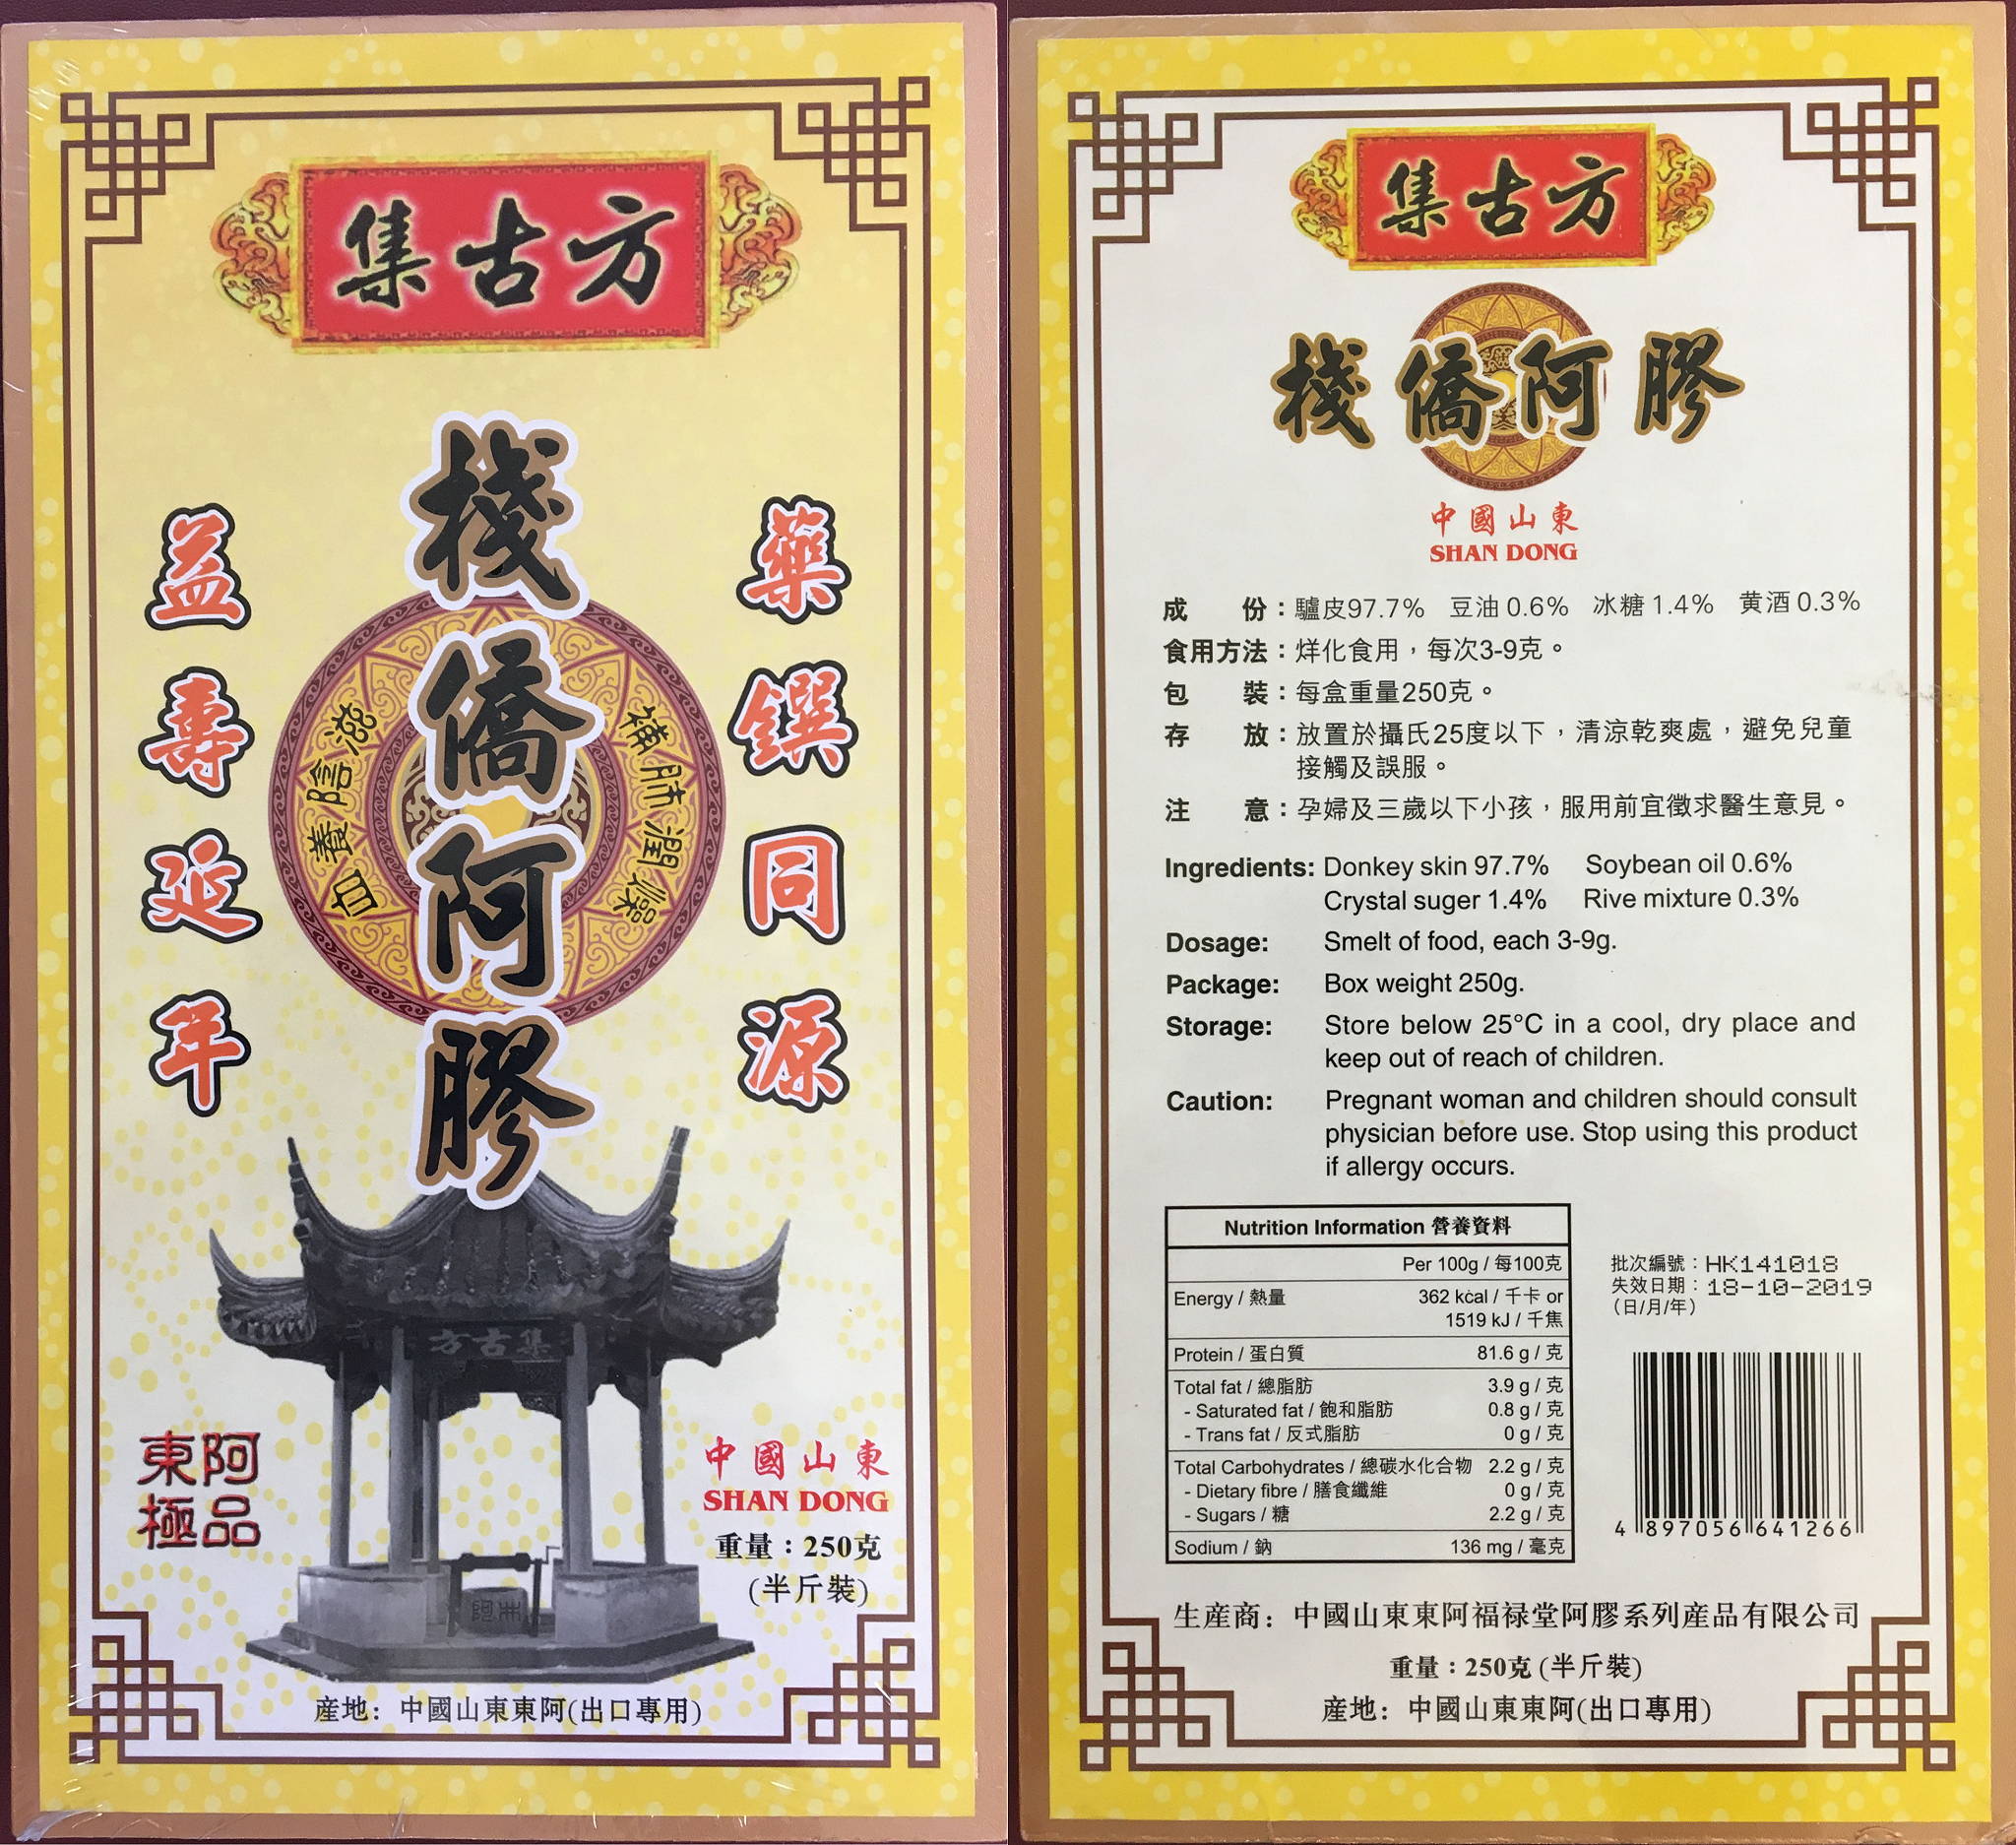 集古方
棧僑阿膠
藥饌同源
益壽延年
補肺潤燥
滋陰養血
集古方
東阿
極品
中國山東
SHAN DONG
重量：250克
(半斤裝)
産地：中國山東東阿(出口專用)
集古方
棧僑阿膠
中國山東
SHAN DONG
成份：驢皮97.7% 豆油0.6% 冰糖1.4% 黄酒0.3%
食用方法：烊化食用，每次3-9克。
包裝：每盒重量250克。
存放：放置於攝氏25度以下，清涼乾爽處，避免兒童
接觸及誤服。
注意：孕婦及三歲以下小孩，服用前宜徵求醫生意見。
Ingredients: Donkey skin 97.7% Soybean oil 0.6%
Crystal suger 1.4% Rive mixture 0.3%
Dosage: Smelt of food, each 3-9g.
Package: Box weight 250g.
Storage: Store below 25°C in a cool, dry place and
keep out of reach of children.
Caution: Pregnant woman and children should consult
physician before use. Stop using this product
if allergy occurs.
Nutrition Information 營養資料
Per 100g / 每100克
Energy / 熱量 362 kcal / 千卡 or
1519 kJ / 千焦
Protein / 蛋白質 81.6 g / 克
Total fat / 總脂肪 3.9 g / 克
- Saturated fat / 飽和脂肪 0.8 g / 克
- Trans fat / 反式脂肪 0 g / 克
Total Carbohydrates / 總碳水化合物 2.2 g / 克
- Dietary fibre / 膳食纖維 0 g / 克
- Sugars / 糖 2.2 g / 克
Sodium / 鈉 136 mg / 毫克
批次編號：HK141018
失效日期：18-10-2019
(日/月/年)
4 897056 641266
生産商：中國山東東阿福禄堂阿膠系列産品有限公司
重量：250克(半斤裝)
産地：中國山東東阿(出口專用)